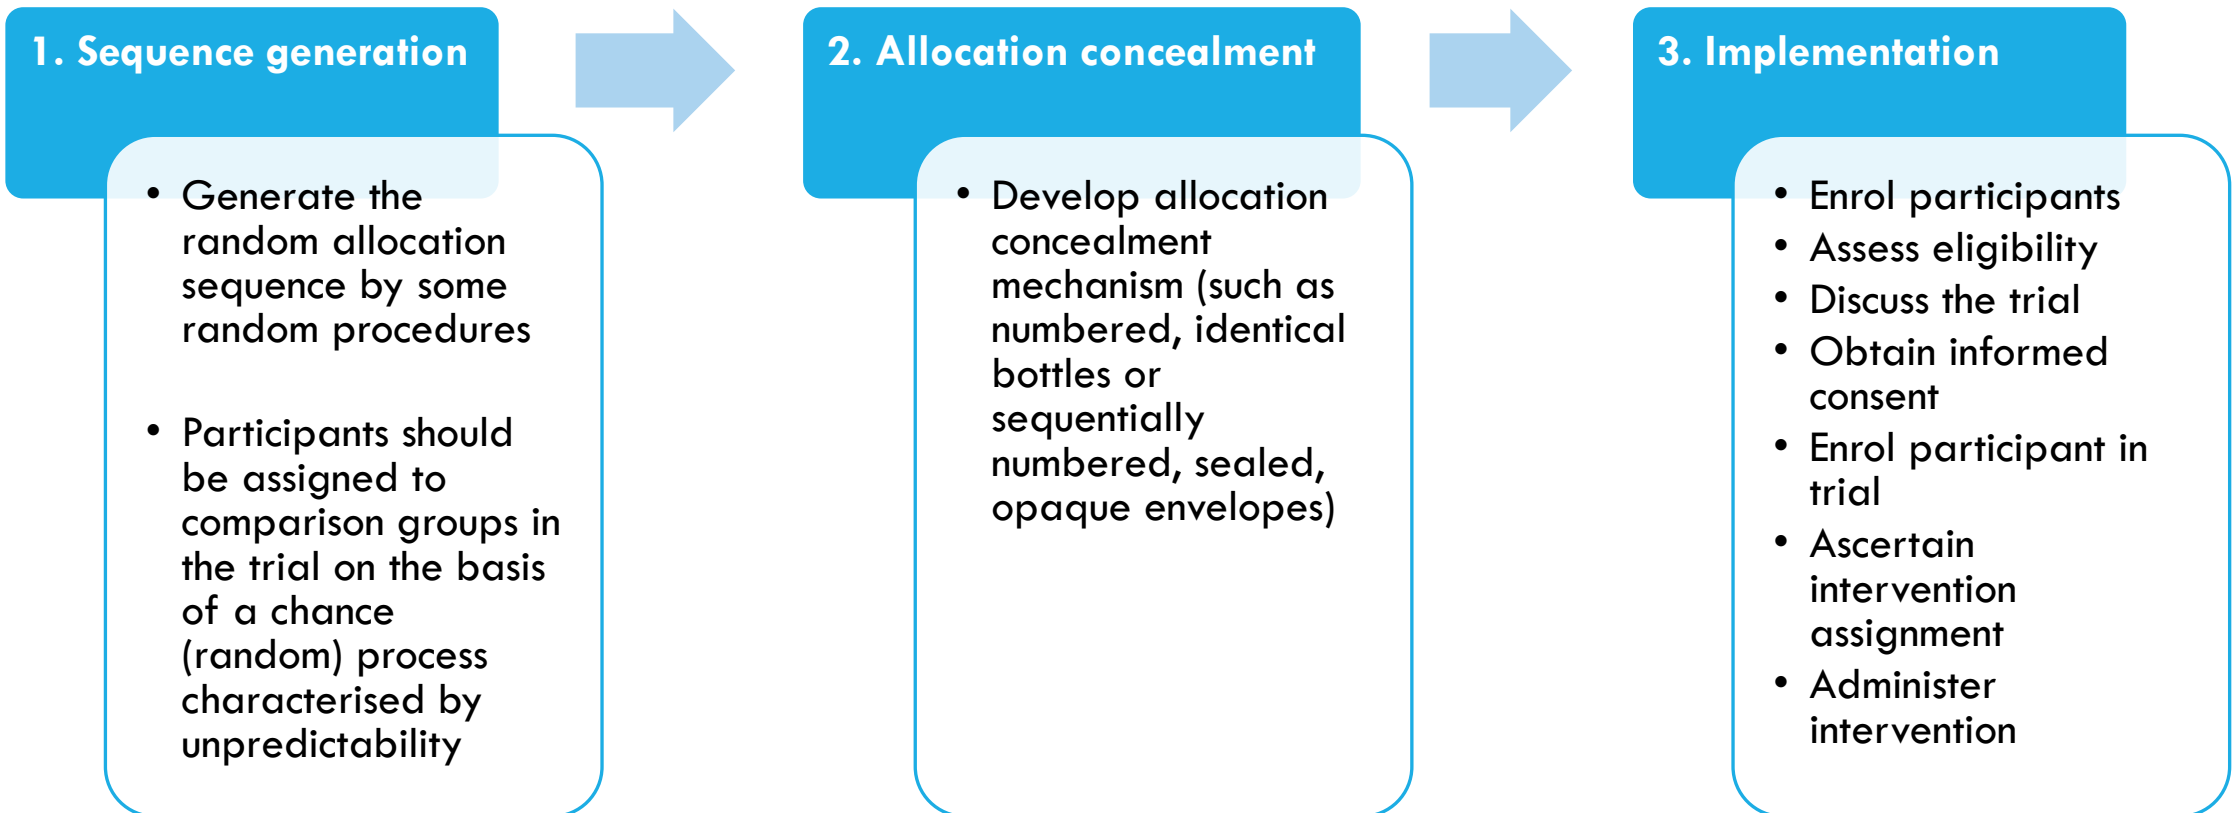 1. Sequence generation
• Generate the
random allocation
sequence by some
random procedures
• Participants should
be assigned to
comparison groups in
the trial on the basis
of a chance
(random) process
characterised by
unpredictability
2. Allocation concealment
• Develop allocation
concealment
mechanism (such as
numbered, identical
bottles or
sequentially
numbered, sealed,
opaque envelopes)
3. Implementation
• Enrol participants
• Assess eligibility
• Discuss the trial
• Obtain informed
consent
• Enrol participant in
trial
• Ascertain
intervention
assignment
• Administer
intervention